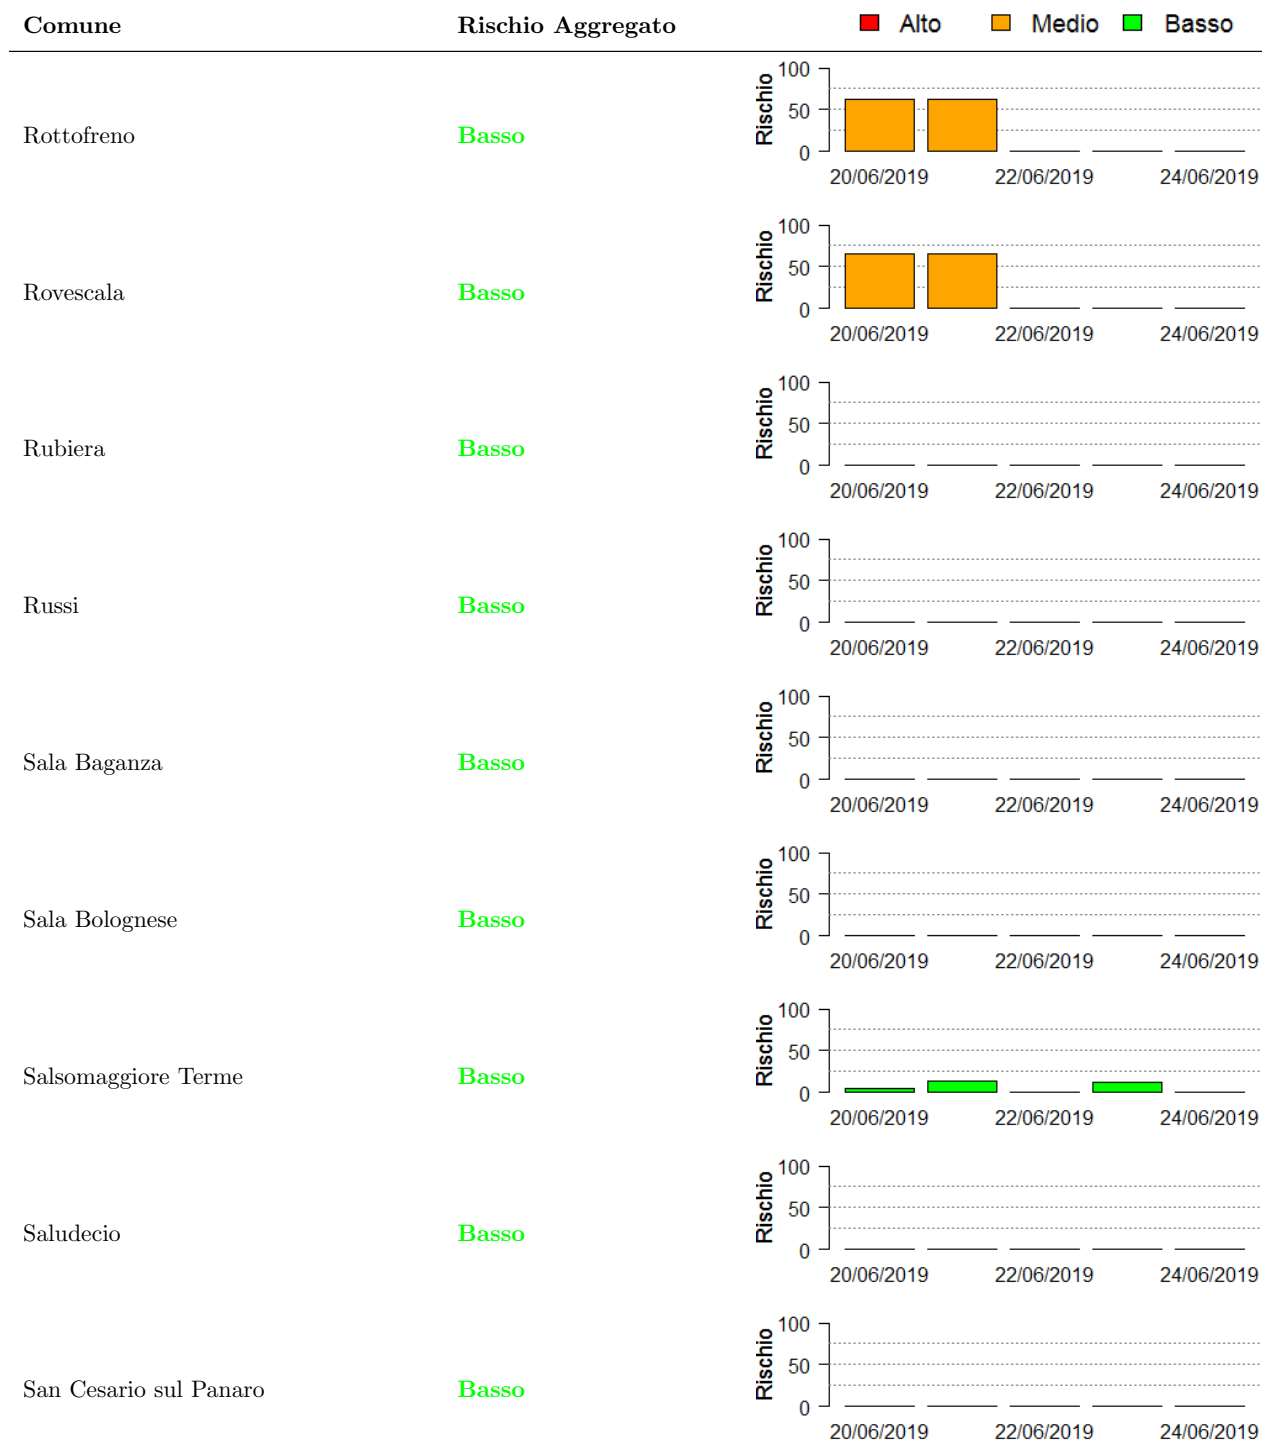 Comune Rischio Aggregato Alto Medio Basso
Rottofreno Basso
Rischio
100
50
0
20/06/2019 22/06/2019 24/06/2019
Rovescala Basso
Rischio
100
50
0
20/06/2019 22/06/2019 24/06/2019
Rubiera Basso
Rischio
100
50
0
20/06/2019 22/06/2019 24/06/2019
Russi Basso
Rischio
100
50
0
20/06/2019 22/06/2019 24/06/2019
Sala Baganza Basso
Rischio
100
50
0
20/06/2019 22/06/2019 24/06/2019
Sala Bolognese Basso
Rischio
100
50
0
20/06/2019 22/06/2019 24/06/2019
Salsomaggiore Terme Basso
Rischio
100
50
0
20/06/2019 22/06/2019 24/06/2019
Saludecio Basso
Rischio
100
50
0
20/06/2019 22/06/2019 24/06/2019
San Cesario sul Panaro Basso
Rischio
100
50
0
20/06/2019 22/06/2019 24/06/2019